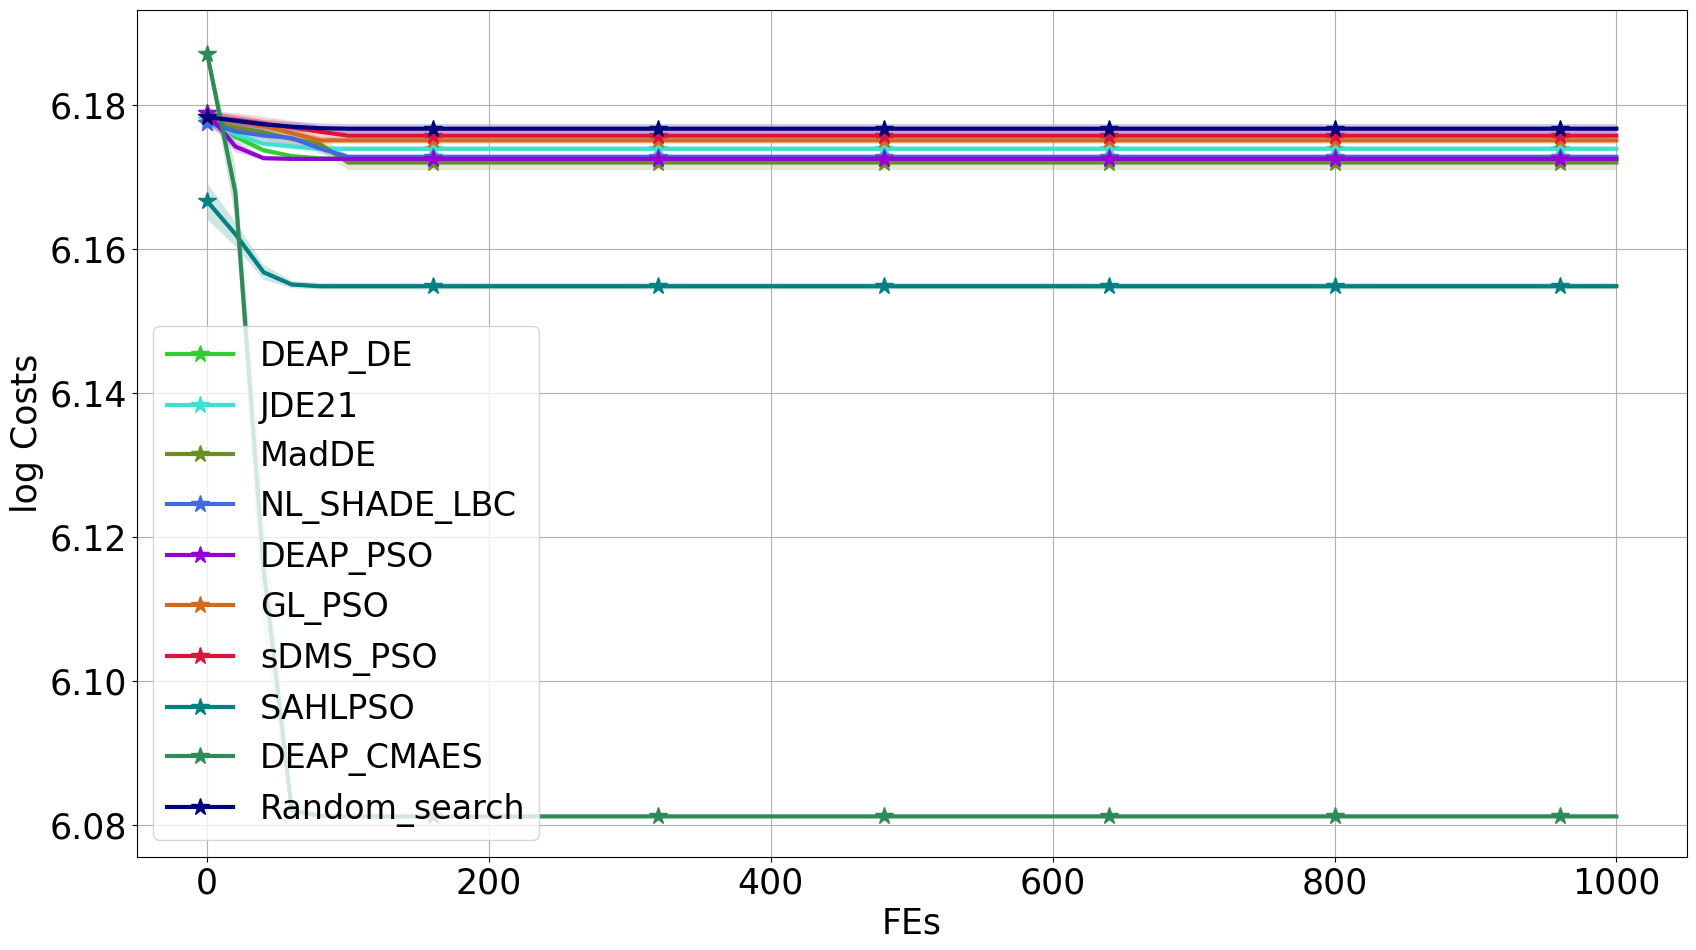 6.18
6.16
6.14
6.12
6.10
6.08
log Costs
DEAP_DE
JDE21
MadDE
NL_SHADE_LBC
DEAP_PSO
GL_PSO
sDMS_PSO
SAHLPSO
DEAP_CMAES
Random_search
0 200 400 600 800 1000
FEs